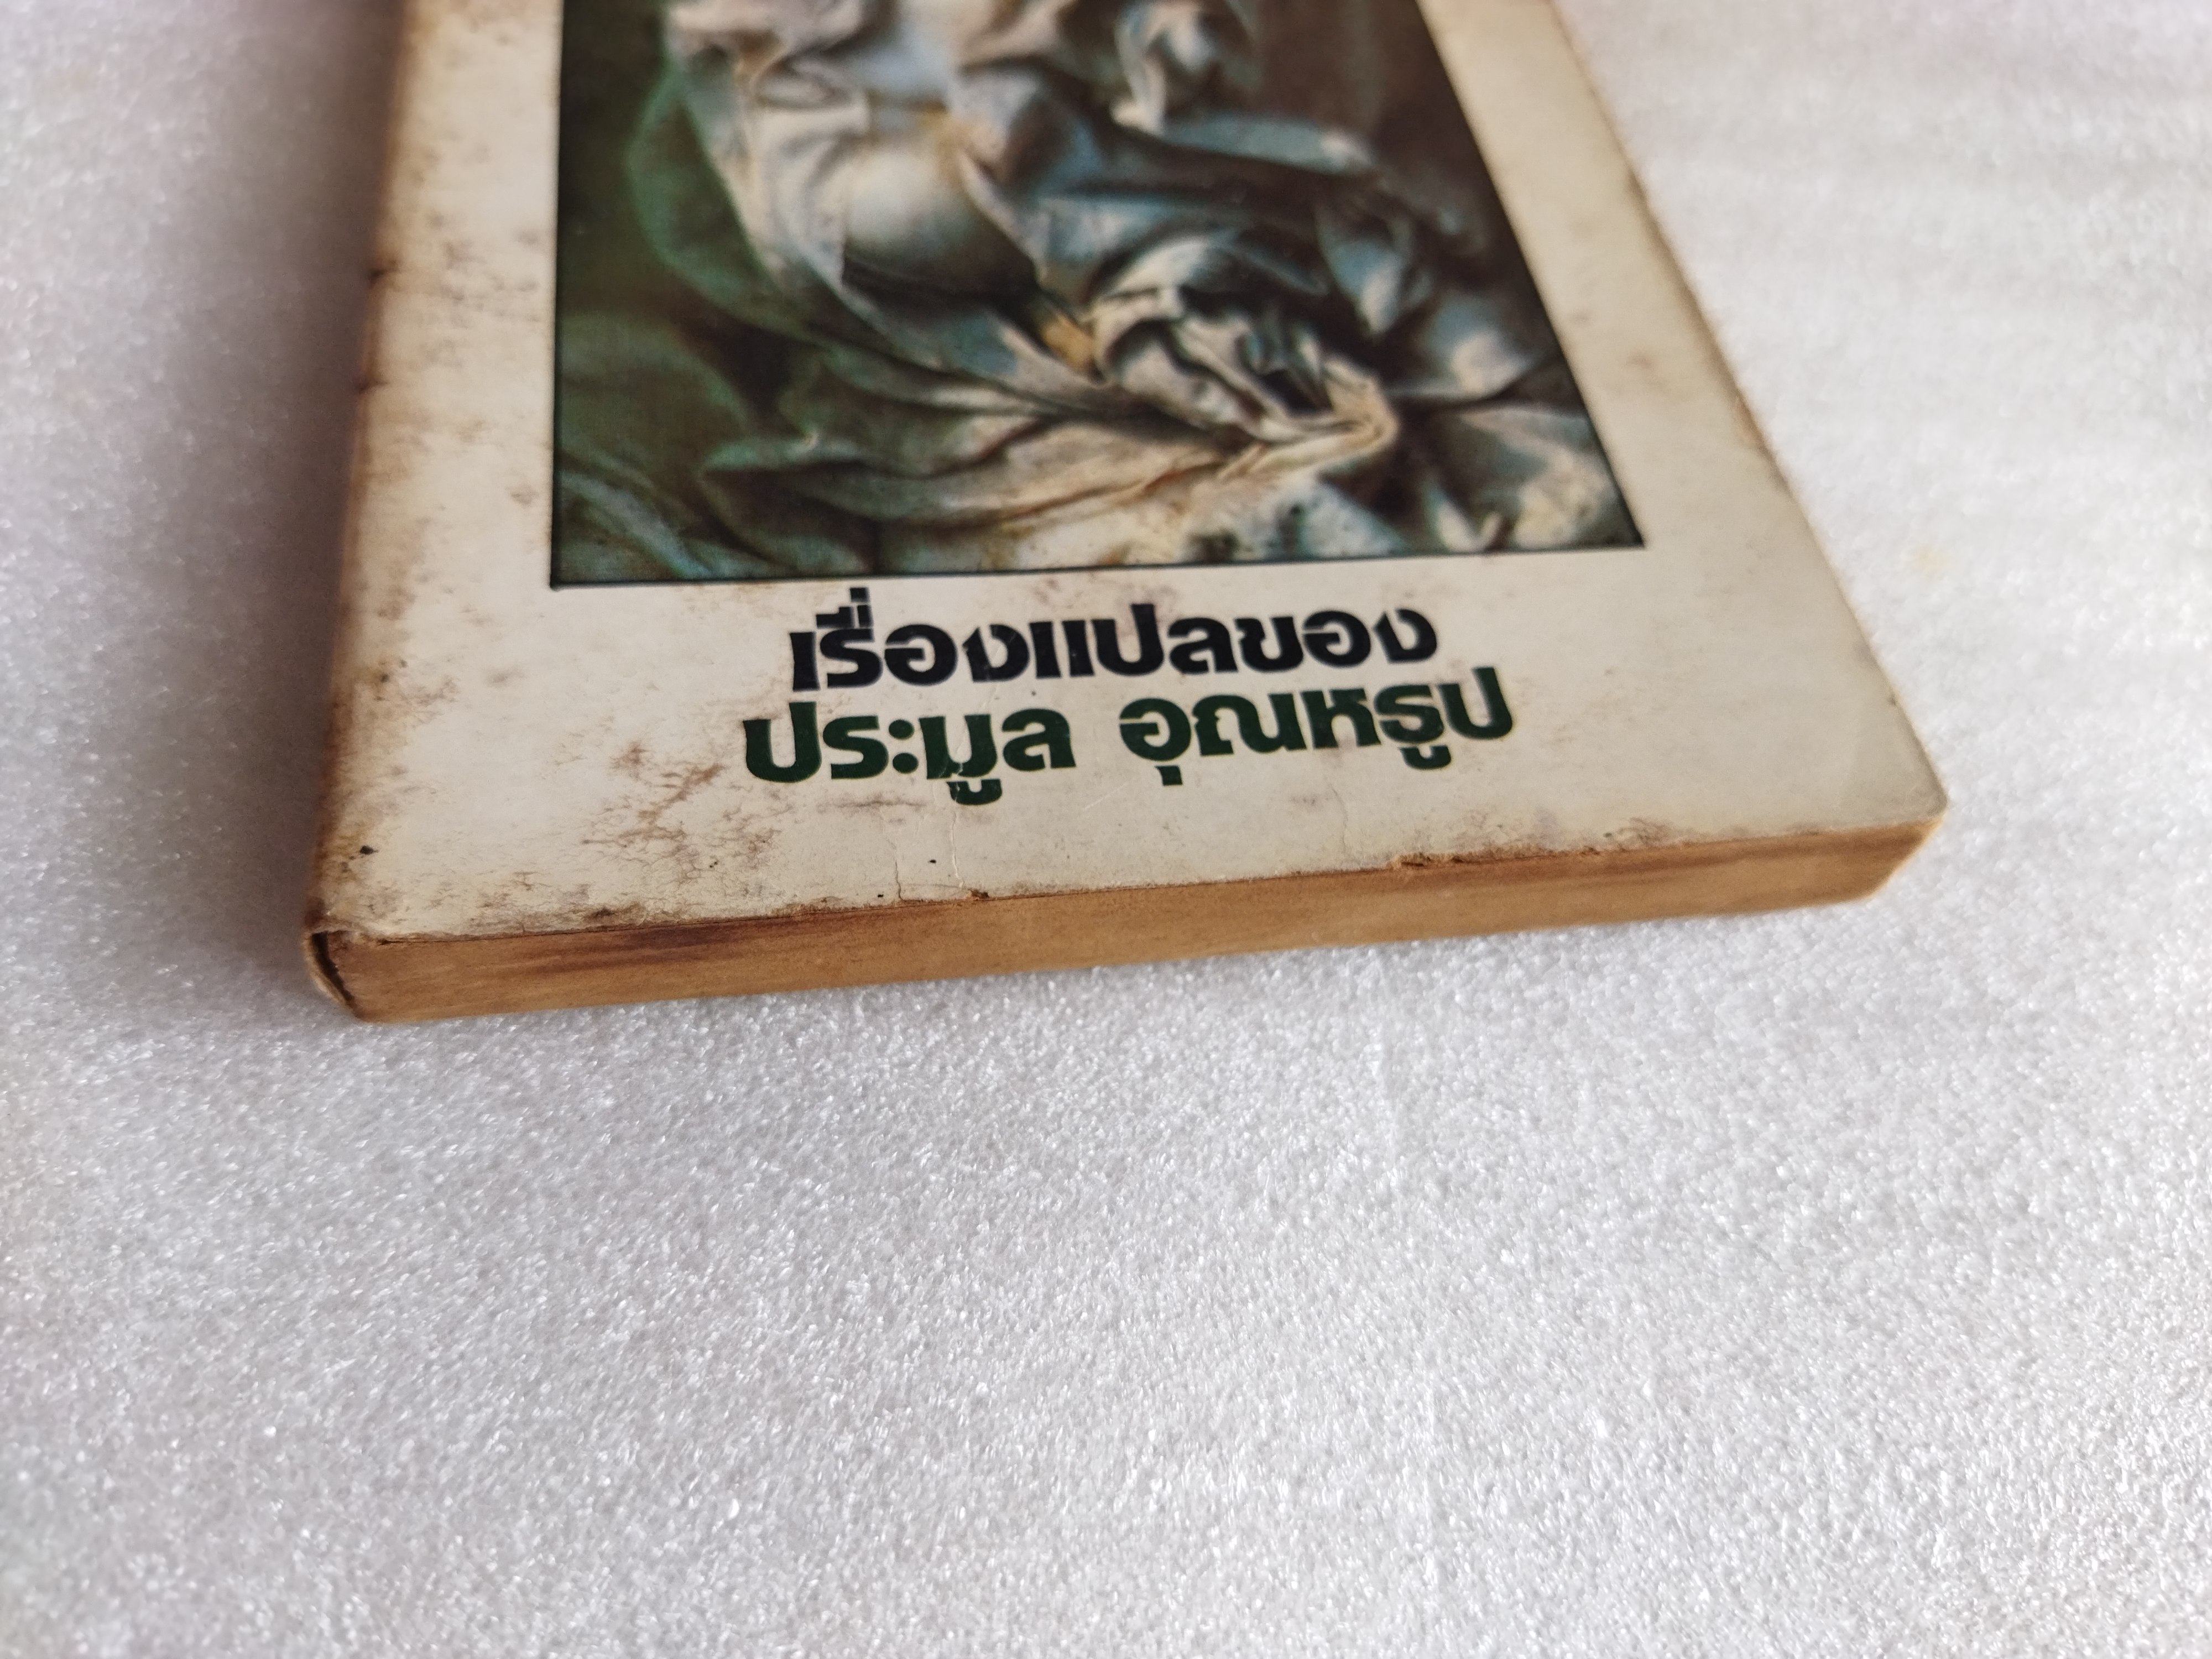 เรื่องแปลของ
ประมูล อุณหธูป